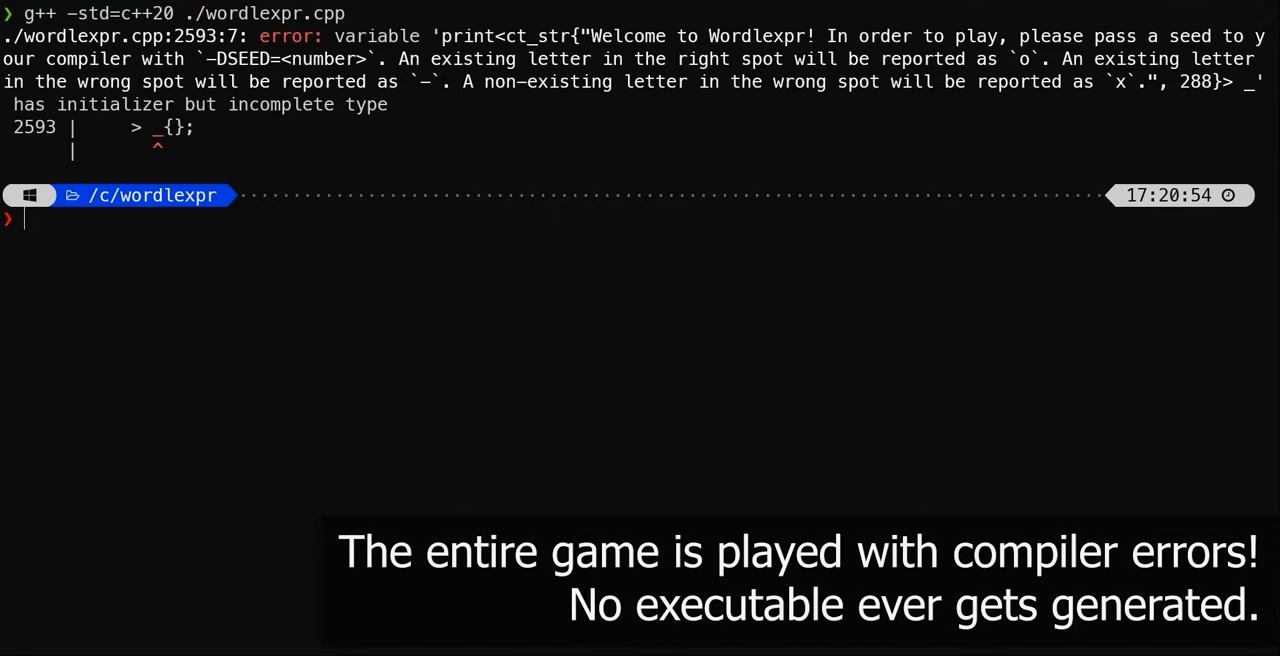 ❯ g++ -std=c++20 ./wordlexpr.cpp
./wordlexpr.cpp:2593:7: error: variable 'print<ct_str{"Welcome to Wordlexpr! In order to play, please pass a seed to y
our compiler with `-DSEED=<number>`. An existing letter in the right spot will be reported as `o`. An existing letter
in the wrong spot will be reported as `-`. A non-existing letter in the wrong spot will be reported as `x`.", 288}> _'
has initializer but incomplete type
2593 | > _{};
| ^
/c/wordlexpr 17:20:54
❯
The entire game is played with compiler errors!
No executable ever gets generated.